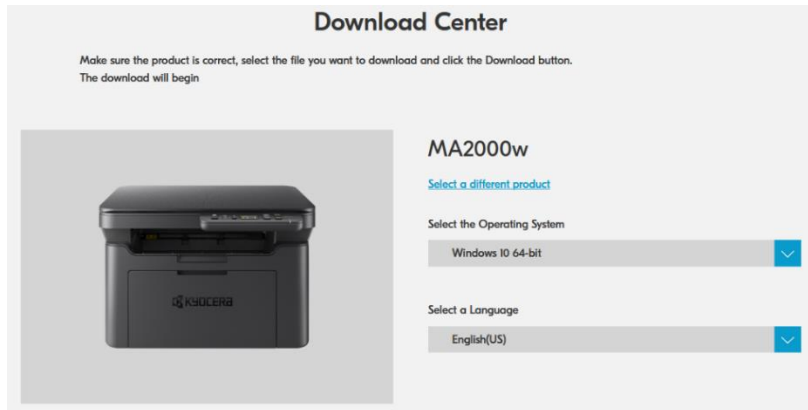 Download Center
Make sure the product is correct, select the file you want to download and click the Download button.
The download will begin
KYOCERA
MA2000w
Select a different product
Select the Operating System
Windows 10 64-bit
Select a Language
English(US)